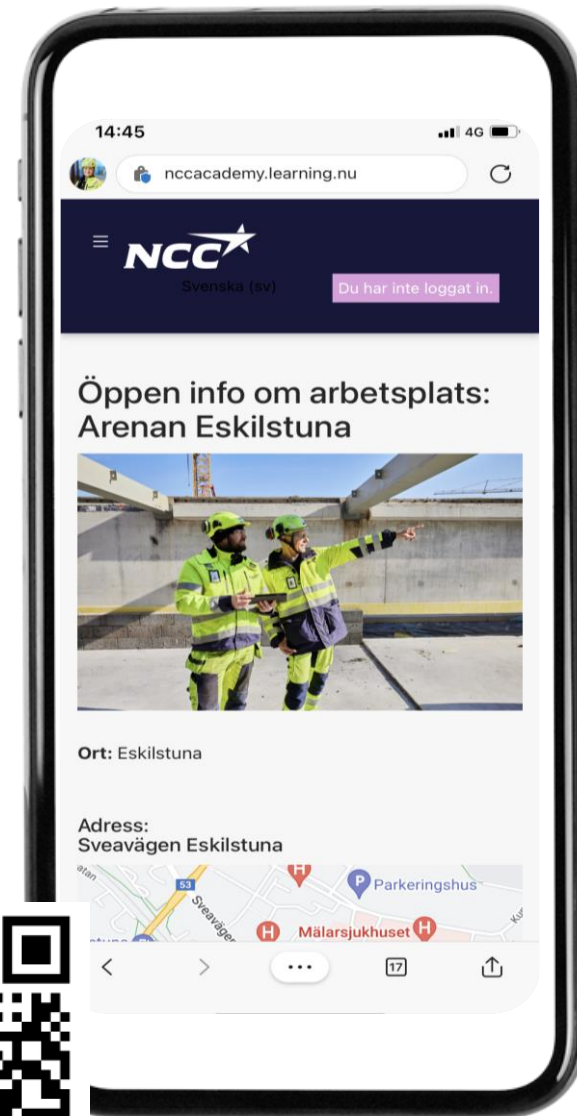 14:45
4G
nccacademy.learning.nu
NCC
Svenska (sv)
Du har inte loggat in.
Öppen info om arbetsplats:
Arenan Eskilstuna
Ort: Eskilstuna
Adress:
Sveavägen Eskilstuna
53
P Parkeringshus
H
H
Mälarsjukhuset H
17